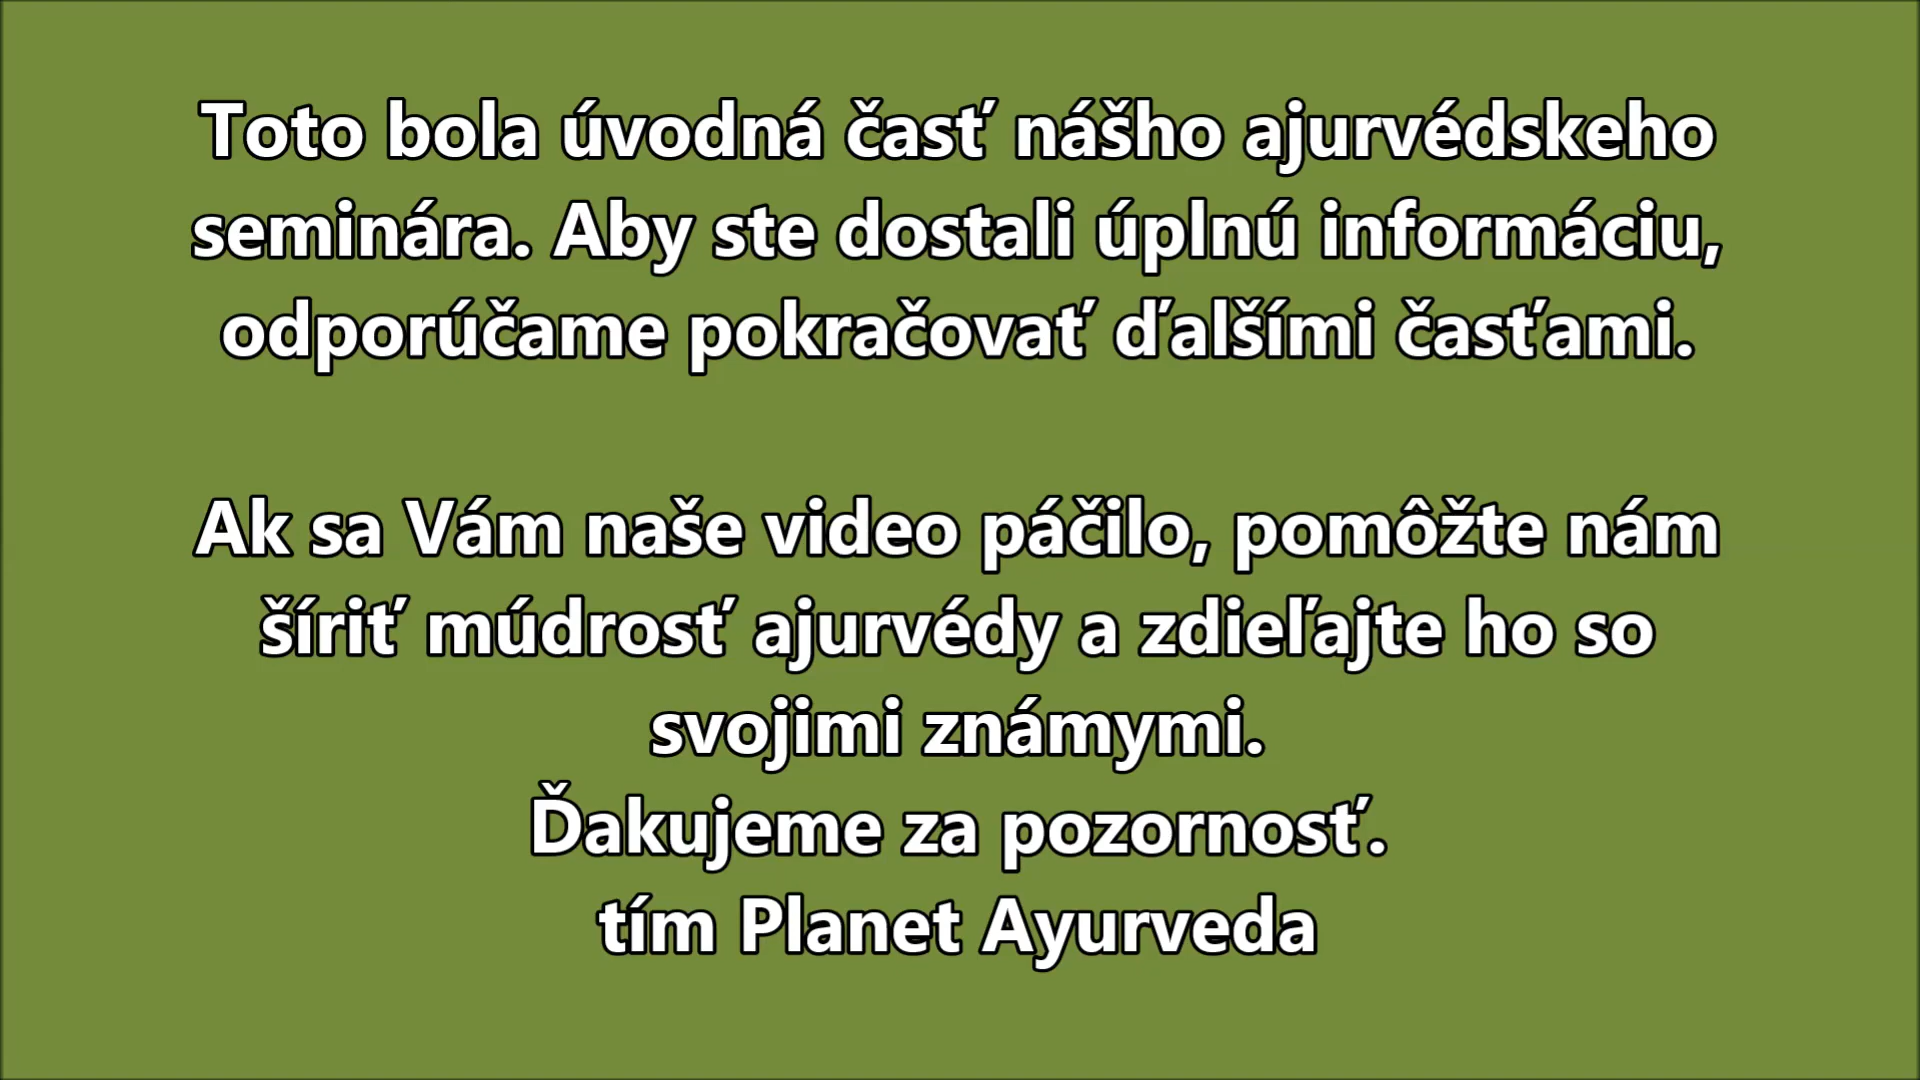 Toto bola úvodná časť nášho ajurvédskeho
seminára. Aby ste dostali úplnú informáciu,
odporúčame pokračovať ďalšími časťami.
Ak sa Vám naše video páčilo, pomôžte nám
šíriť múdrosť ajurvédy a zdieľajte ho so
svojimi známymi.
Ďakujeme za pozornosť.
tím Planet Ayurveda